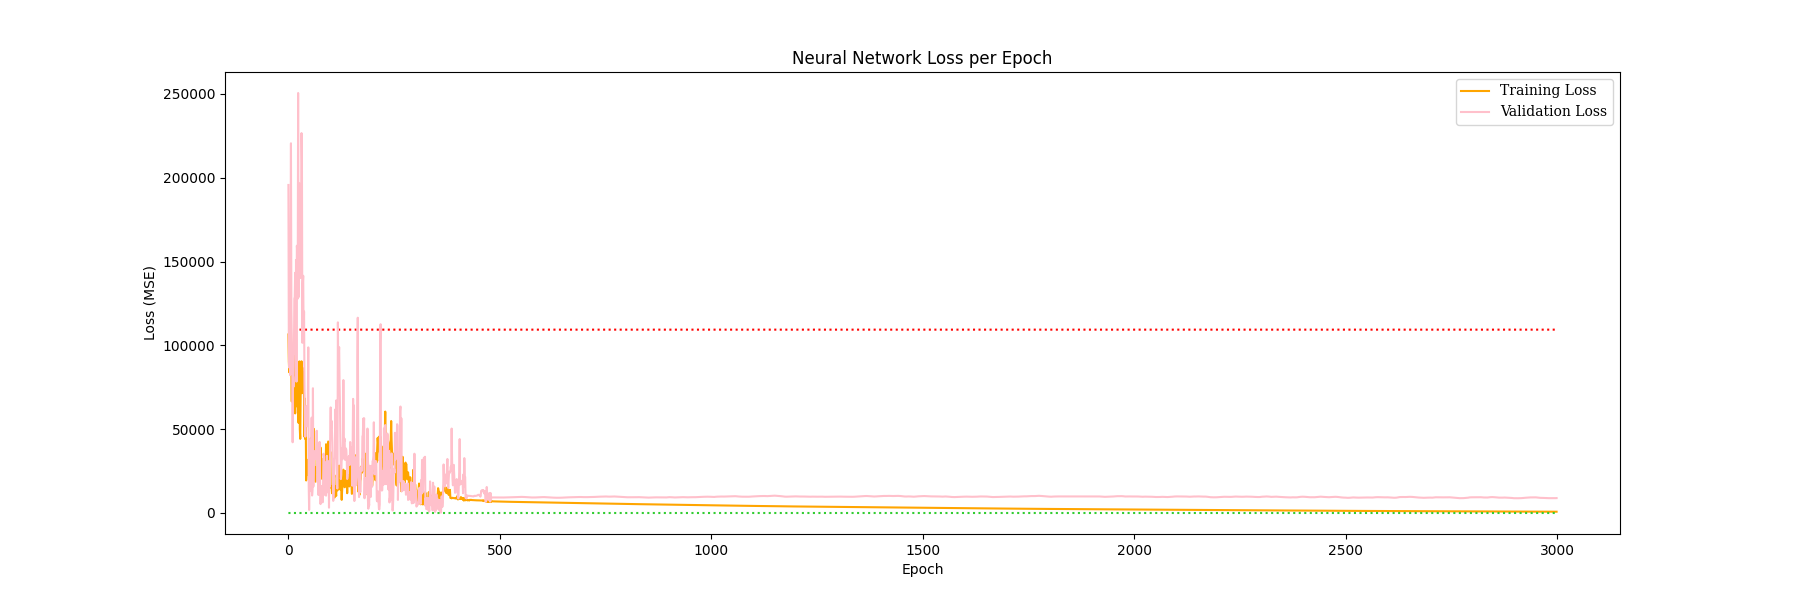 Neural Network Loss per Epoch
Training Loss
Validation Loss
250000
200000
150000
100000
50000
0
Loss (MSE)
0 500 1000 1500 2000 2500 3000
Epoch